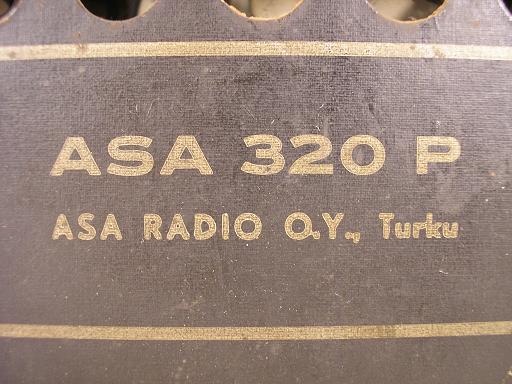 ASA 320 P
ASA RADIO O.Y., Turku